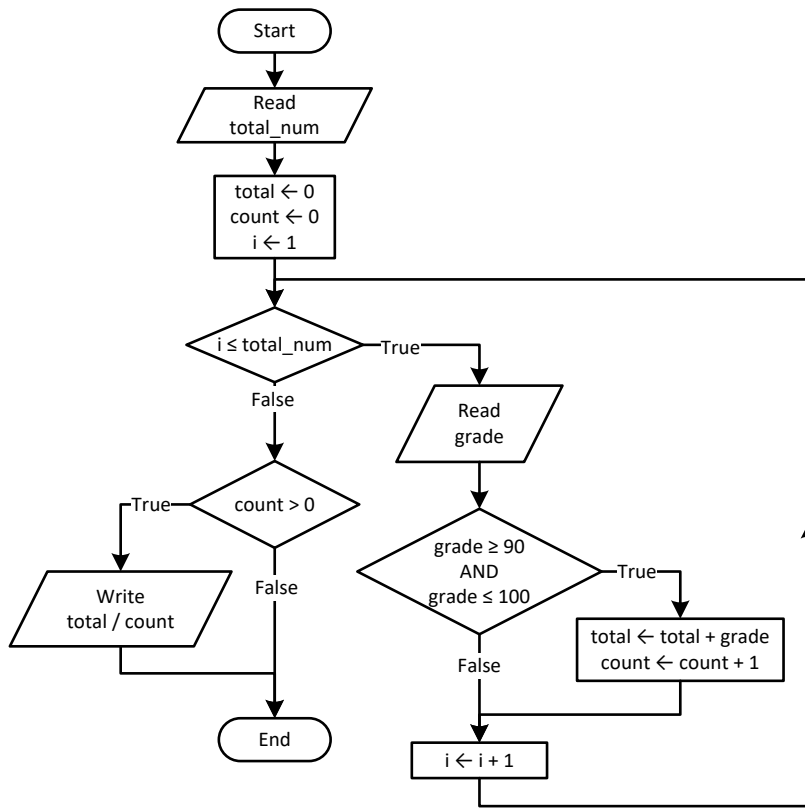 Start
Read
total_num
total ← 0
count ← 0
i ← 1
i ≤ total_num
True
False
Read
grade
count > 0
True
False
Write
total / count
End
grade ≥ 90
AND
grade ≤ 100
True
False
total ← total + grade
count ← count + 1
i ← i + 1